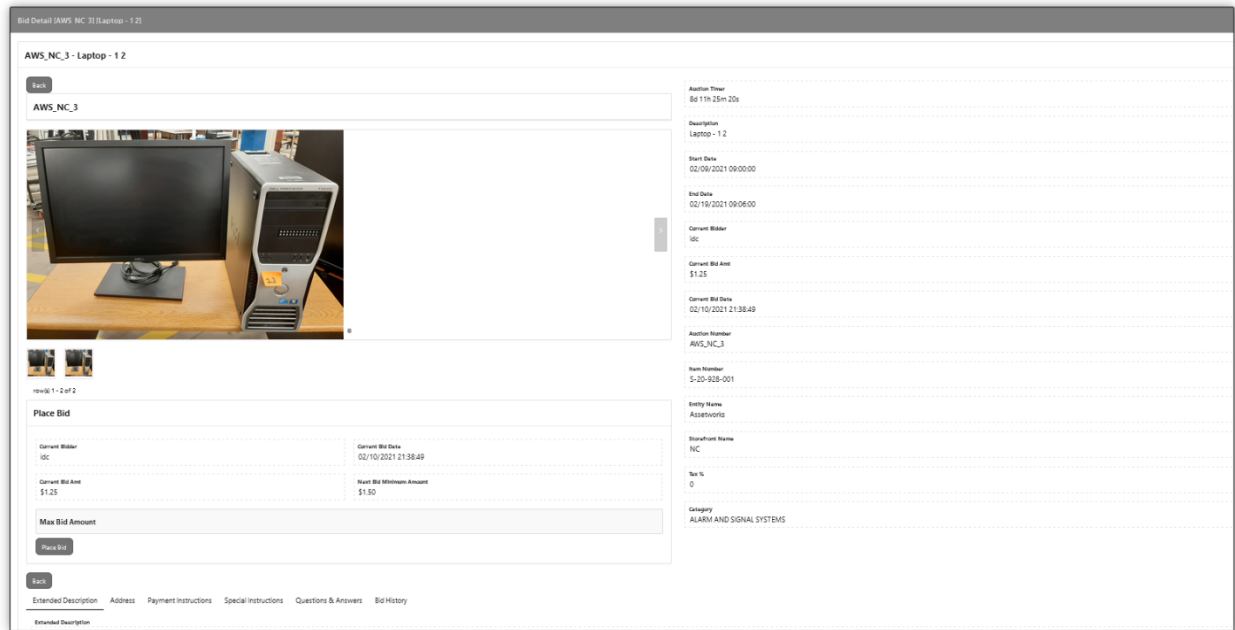 Bid Detail [AWS_NC_3] [Laptop - 1 2]
AWS_NC_3 - Laptop - 1 2
Back
AWS_NC_3
row(s) 1 - 2 of 2
Place Bid
Current Bidder
idc
Current Bid Date
02/10/2021 21:38:49
Current Bid Amt
$1.25
Next Bid Minimum Amount
$1.50
Max Bid Amount
Place Bid
Back
Extended Description Address Payment Instructions Special Instructions Questions & Answers Bid History
Extended Description
Auction Timer
8d 11h 25m 20s
Description
Laptop - 1 2
Start Date
02/09/2021 09:00:00
End Date
02/19/2021 09:06:00
Current Bidder
idc
Current Bid Amt
$1.25
Current Bid Date
02/10/2021 21:38:49
Auction Number
AWS_NC_3
Item Number
S-20-928-001
Entity Name
Assetworks
Storefront Name
NC
Tax %
0
Category
ALARM AND SIGNAL SYSTEMS